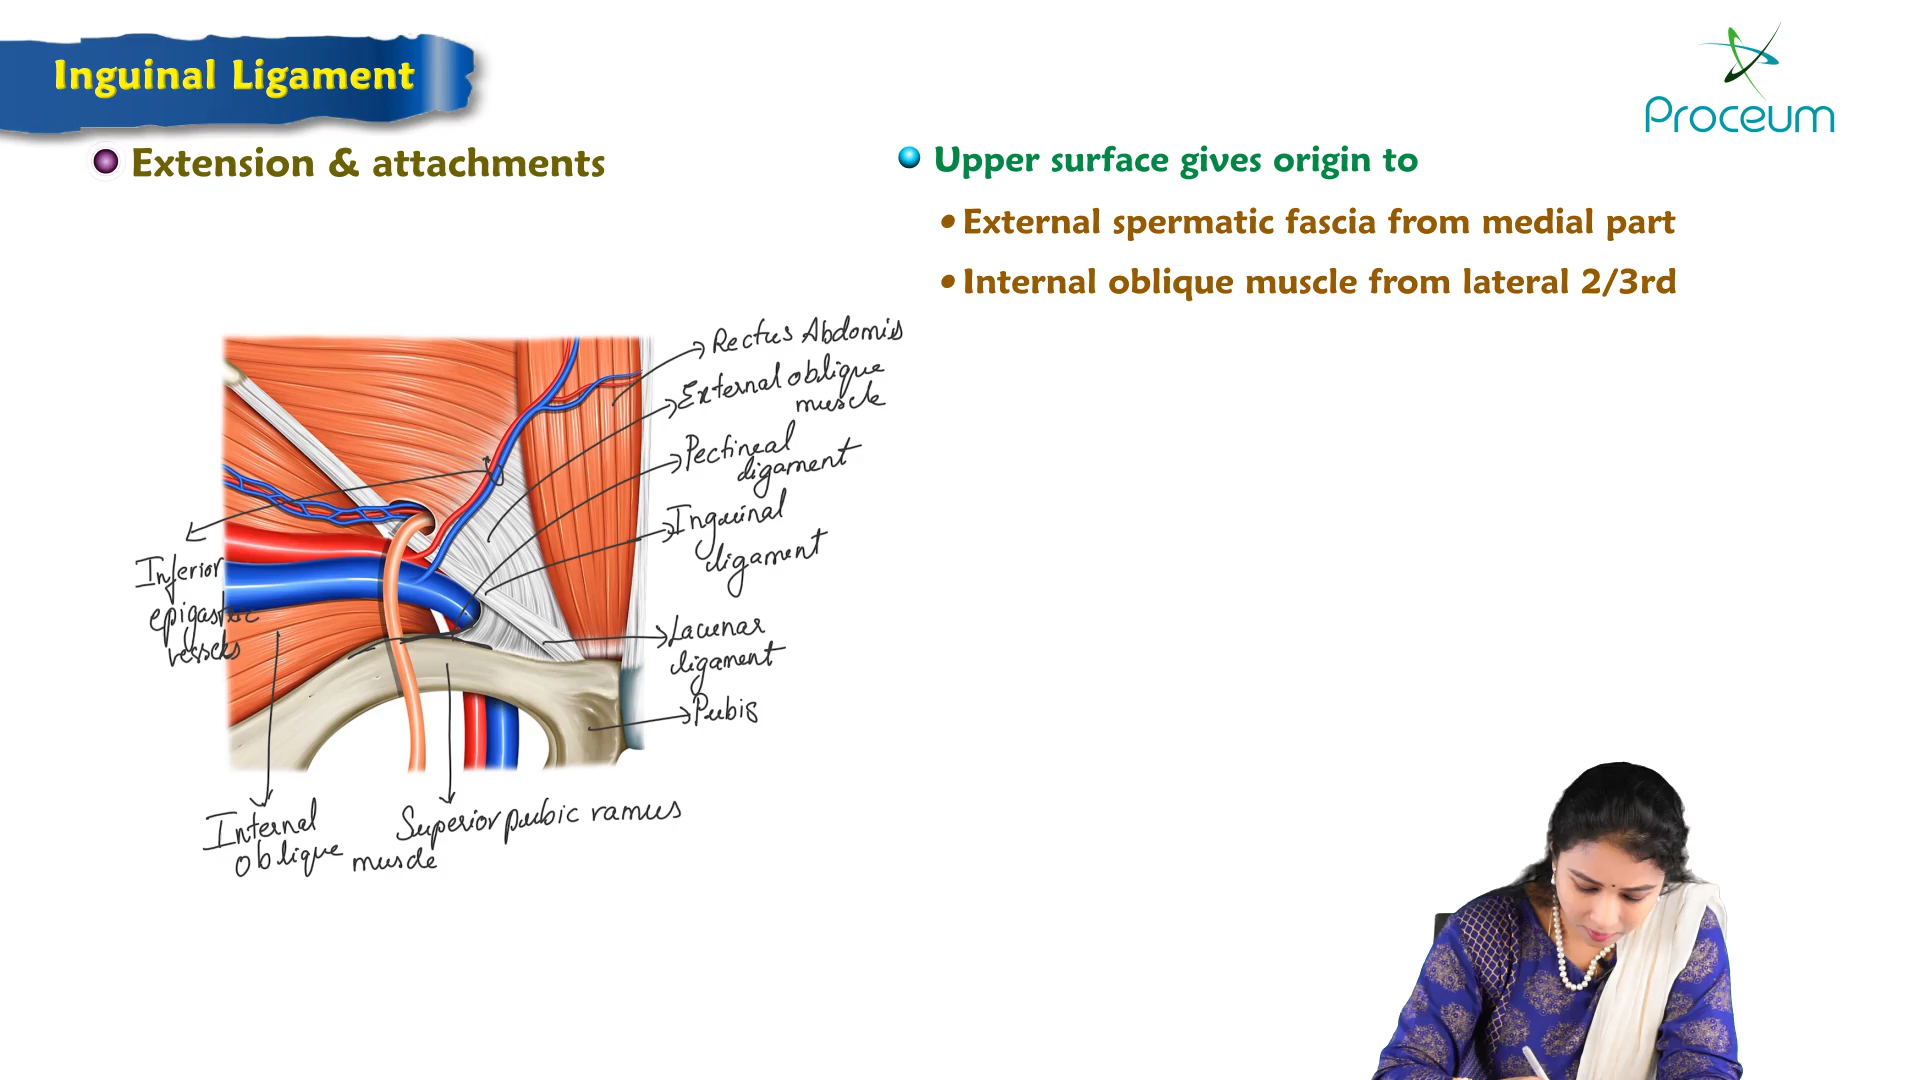 Inguinal Ligament
Proceum
Extension & attachments
Upper surface gives origin to
External spermatic fascia from medial part
Internal oblique muscle from lateral 2/3rd
Rectus Abdomis
External oblique
muscle
Pectineal
ligament
Inguinal
ligament
Inferior
epigastric
vessels
Lacunar
ligament
Pubis
Internal
oblique muscle
Superior pubic ramus